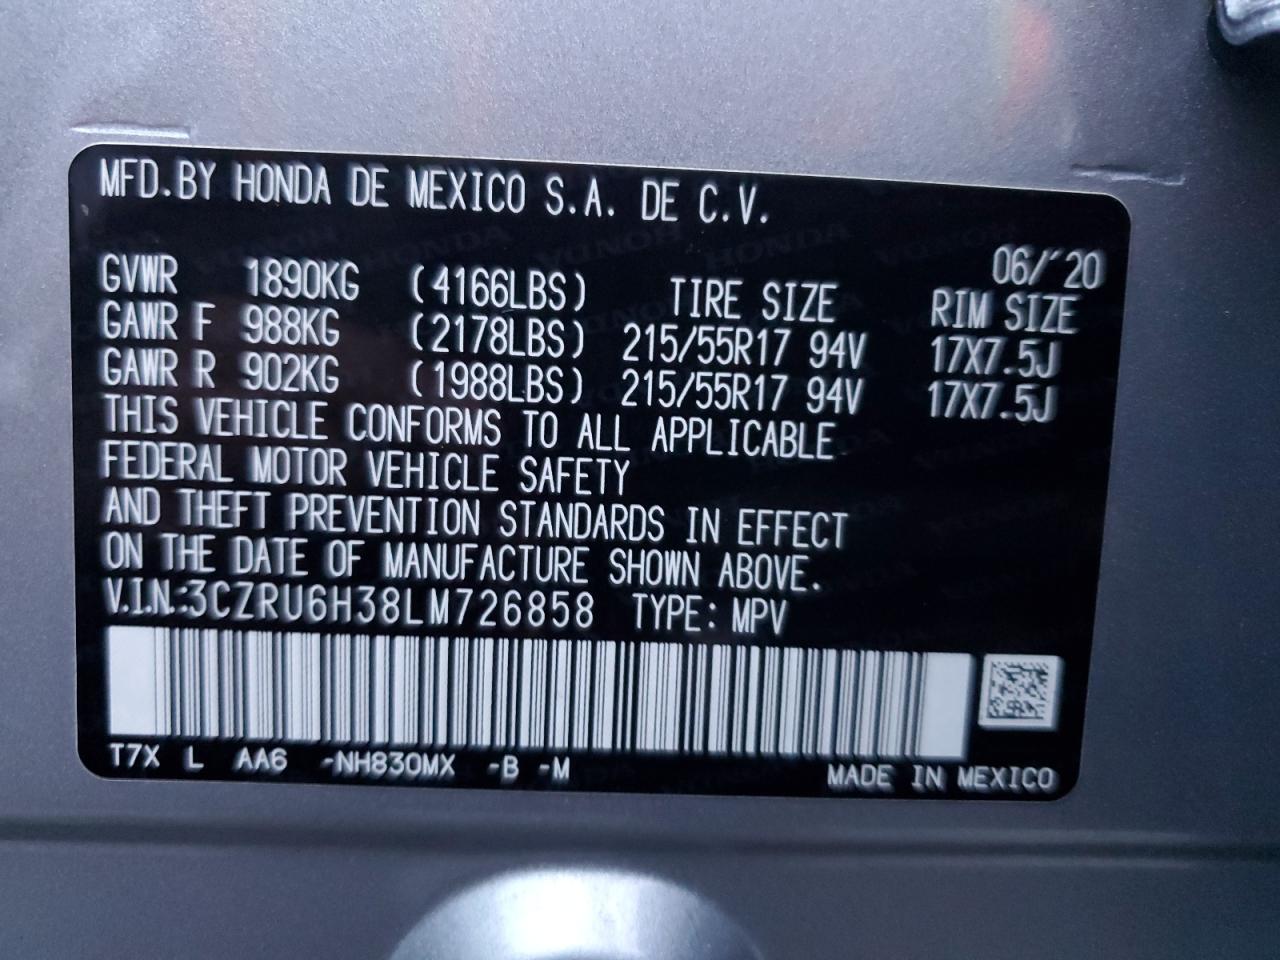 MFD.BY HONDA DE MEXICO S.A. DE C.V.
06/'20
GVWR 1890KG (4166LBS) TIRE SIZE RIM SIZE
GAWR F 988KG (2178LBS) 215/55R17 94V 17X7.5J
GAWR R 902KG (1988LBS) 215/55R17 94V 17X7.5J
THIS VEHICLE CONFORMS TO ALL APPLICABLE
FEDERAL MOTOR VEHICLE SAFETY
AND THEFT PREVENTION STANDARDS IN EFFECT
ON THE DATE OF MANUFACTURE SHOWN ABOVE.
V.I.N.:3CZRU6H38LM726858 TYPE: MPV
T7X L AA6 -NH830MX -B -M
MADE IN MEXICO